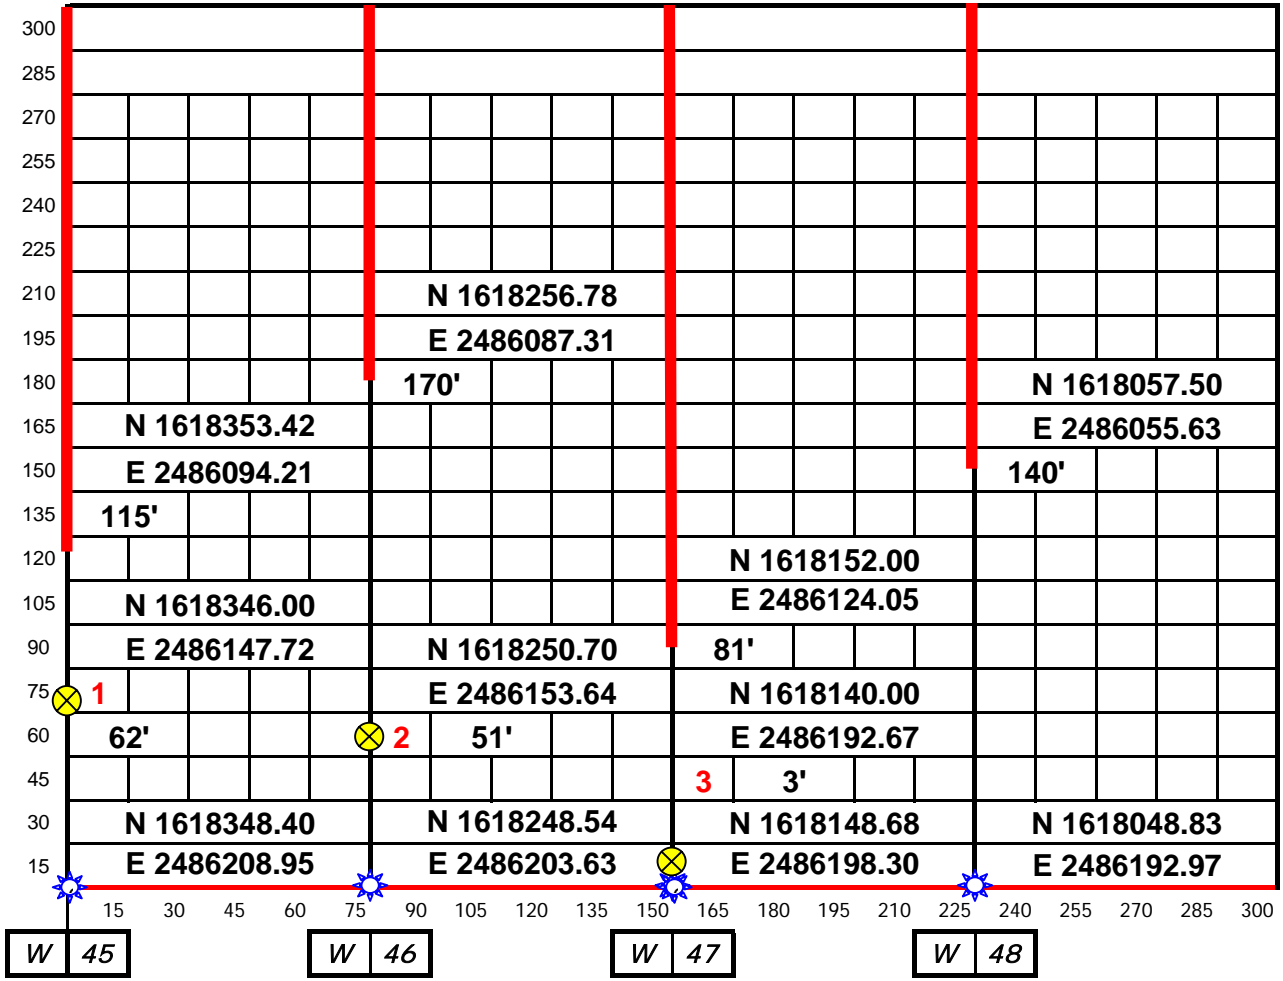 300
285
270
255
240
225
210
N 1618256.78
195
E 2486087.31
180
170'
N 1618057.50
165
N 1618353.42
E 2486055.63
150
E 2486094.21
140'
135
115'
120
N 1618152.00
105
N 1618346.00
E 2486124.05
90
E 2486147.72
N 1618250.70
81'
75
1
E 2486153.64
N 1618140.00
60
62'
2
51'
E 2486192.67
45
3
3'
30
N 1618348.40
N 1618248.54
N 1618148.68
N 1618048.83
15
E 2486208.95
E 2486203.63
E 2486198.30
E 2486192.97
15 30 45 60 75 90 105 120 135 150 165 180 195 210 225 240 255 270 285 300
W 45
W 46
W 47
W 48